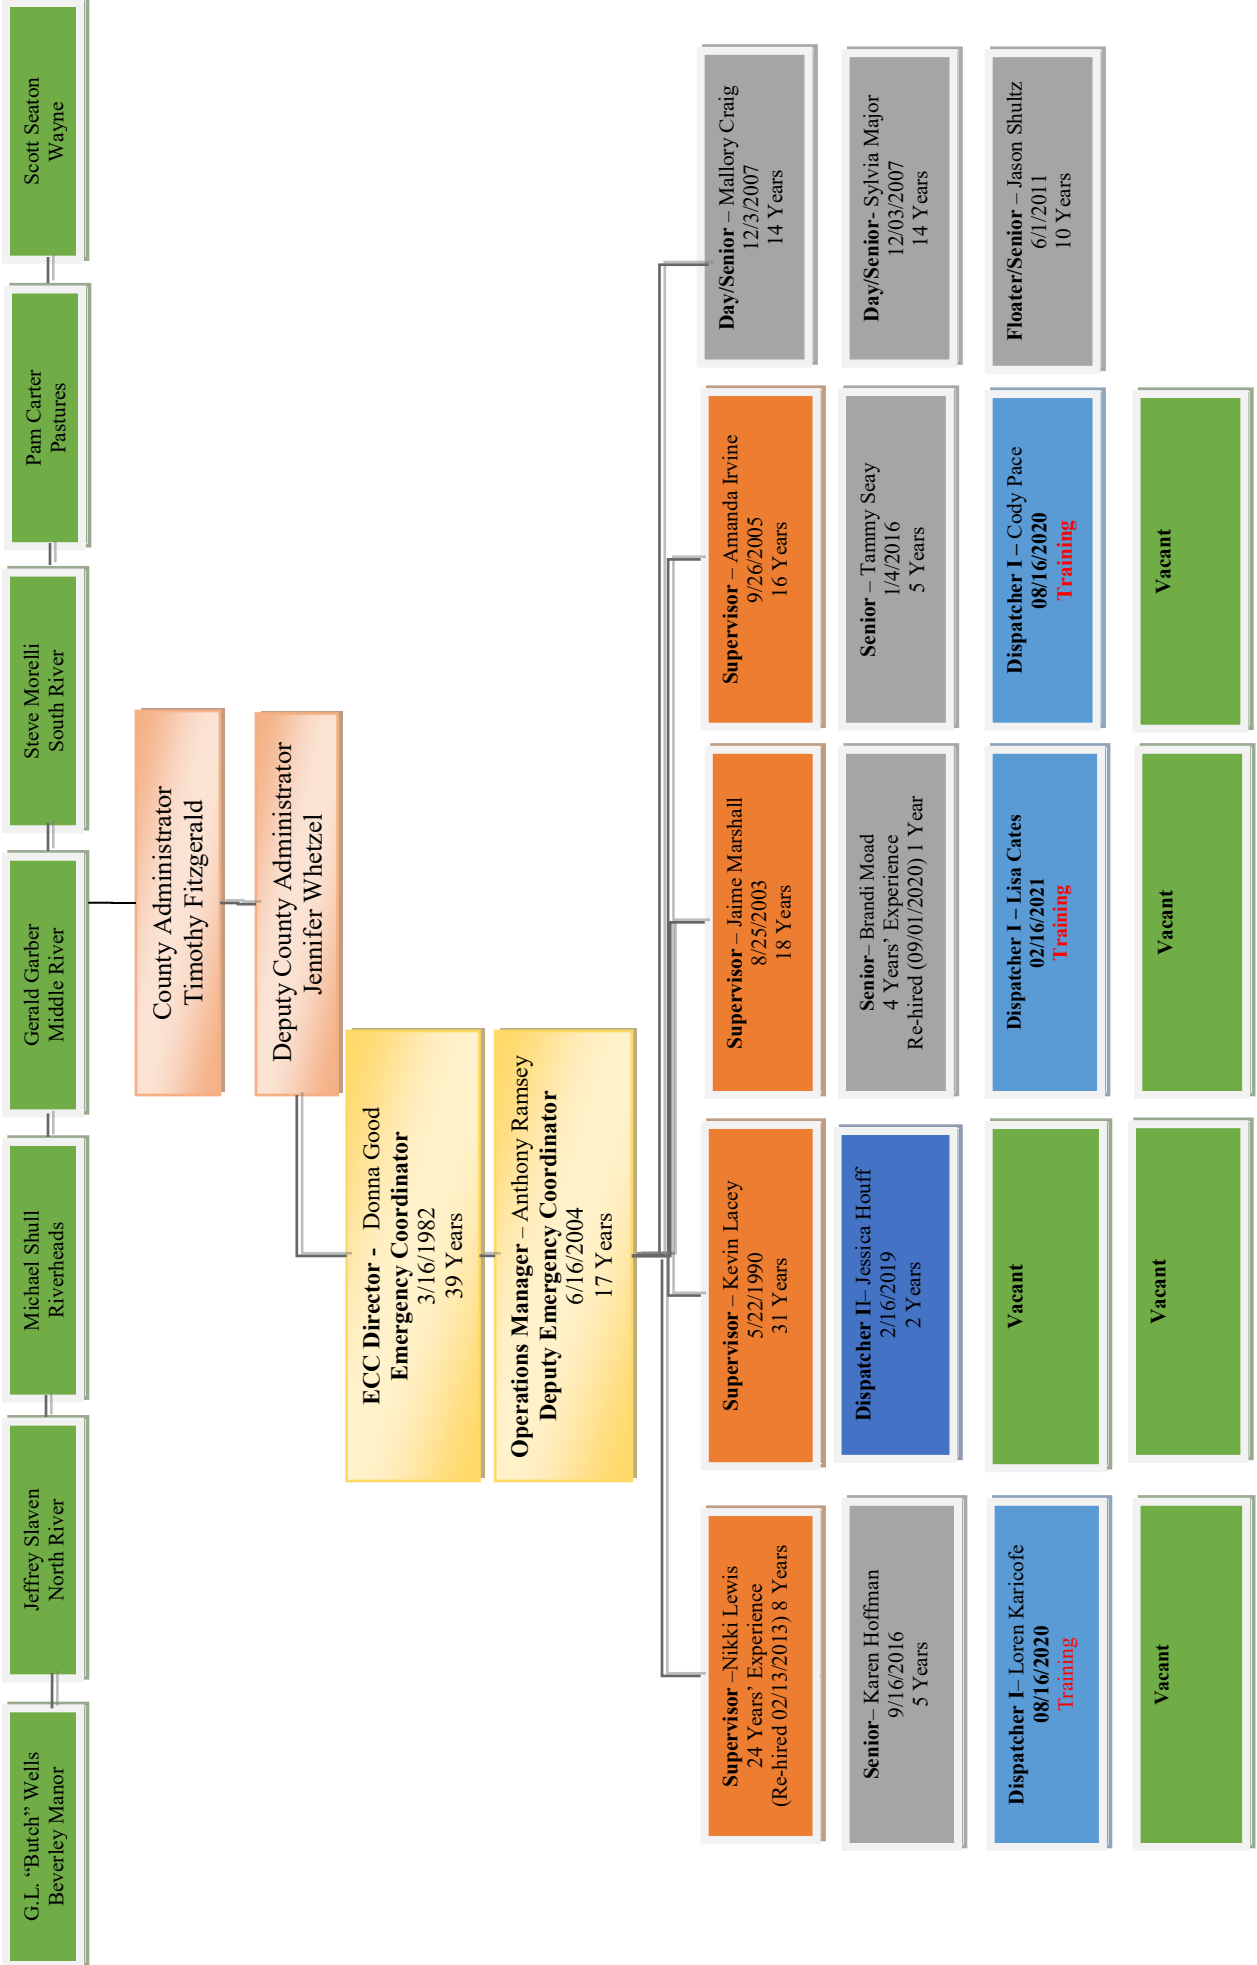 G.L. “Butch” Wells
Beverley Manor
Jeffrey Slaven
North River
Michael Shull
Riverheads
Gerald Garber
Middle River
Steve Morelli
South River
Pam Carter
Pastures
Scott Seaton
Wayne
County Administrator
Timothy Fitzgerald
Deputy County Administrator
Jennifer Whetzel
ECC Director - Donna Good
Emergency Coordinator
3/16/1982
39 Years
Operations Manager – Anthony Ramsey
Deputy Emergency Coordinator
6/16/2004
17 Years
Supervisor –Nikki Lewis
24 Years’ Experience
(Re-hired 02/13/2013) 8 Years
Supervisor – Kevin Lacey
5/22/1990
31 Years
Supervisor – Jaime Marshall
8/25/2003
18 Years
Supervisor – Amanda Irvine
9/26/2005
16 Years
Day/Senior – Mallory Craig
12/3/2007
14 Years
Senior– Karen Hoffman
9/16/2016
5 Years
Dispatcher II– Jessica Houff
2/16/2019
2 Years
Senior– Brandi Moad
4 Years’ Experience
Re-hired (09/01/2020) 1 Year
Senior – Tammy Seay
1/4/2016
5 Years
Day/Senior- Sylvia Major
12/03/2007
14 Years
Dispatcher I– Loren Karicofe
08/16/2020
Training
Vacant
Dispatcher I – Lisa Cates
02/16/2021
Training
Dispatcher I – Cody Pace
08/16/2020
Training
Floater/Senior – Jason Shultz
6/1/2011
10 Years
Vacant
Vacant
Vacant
Vacant